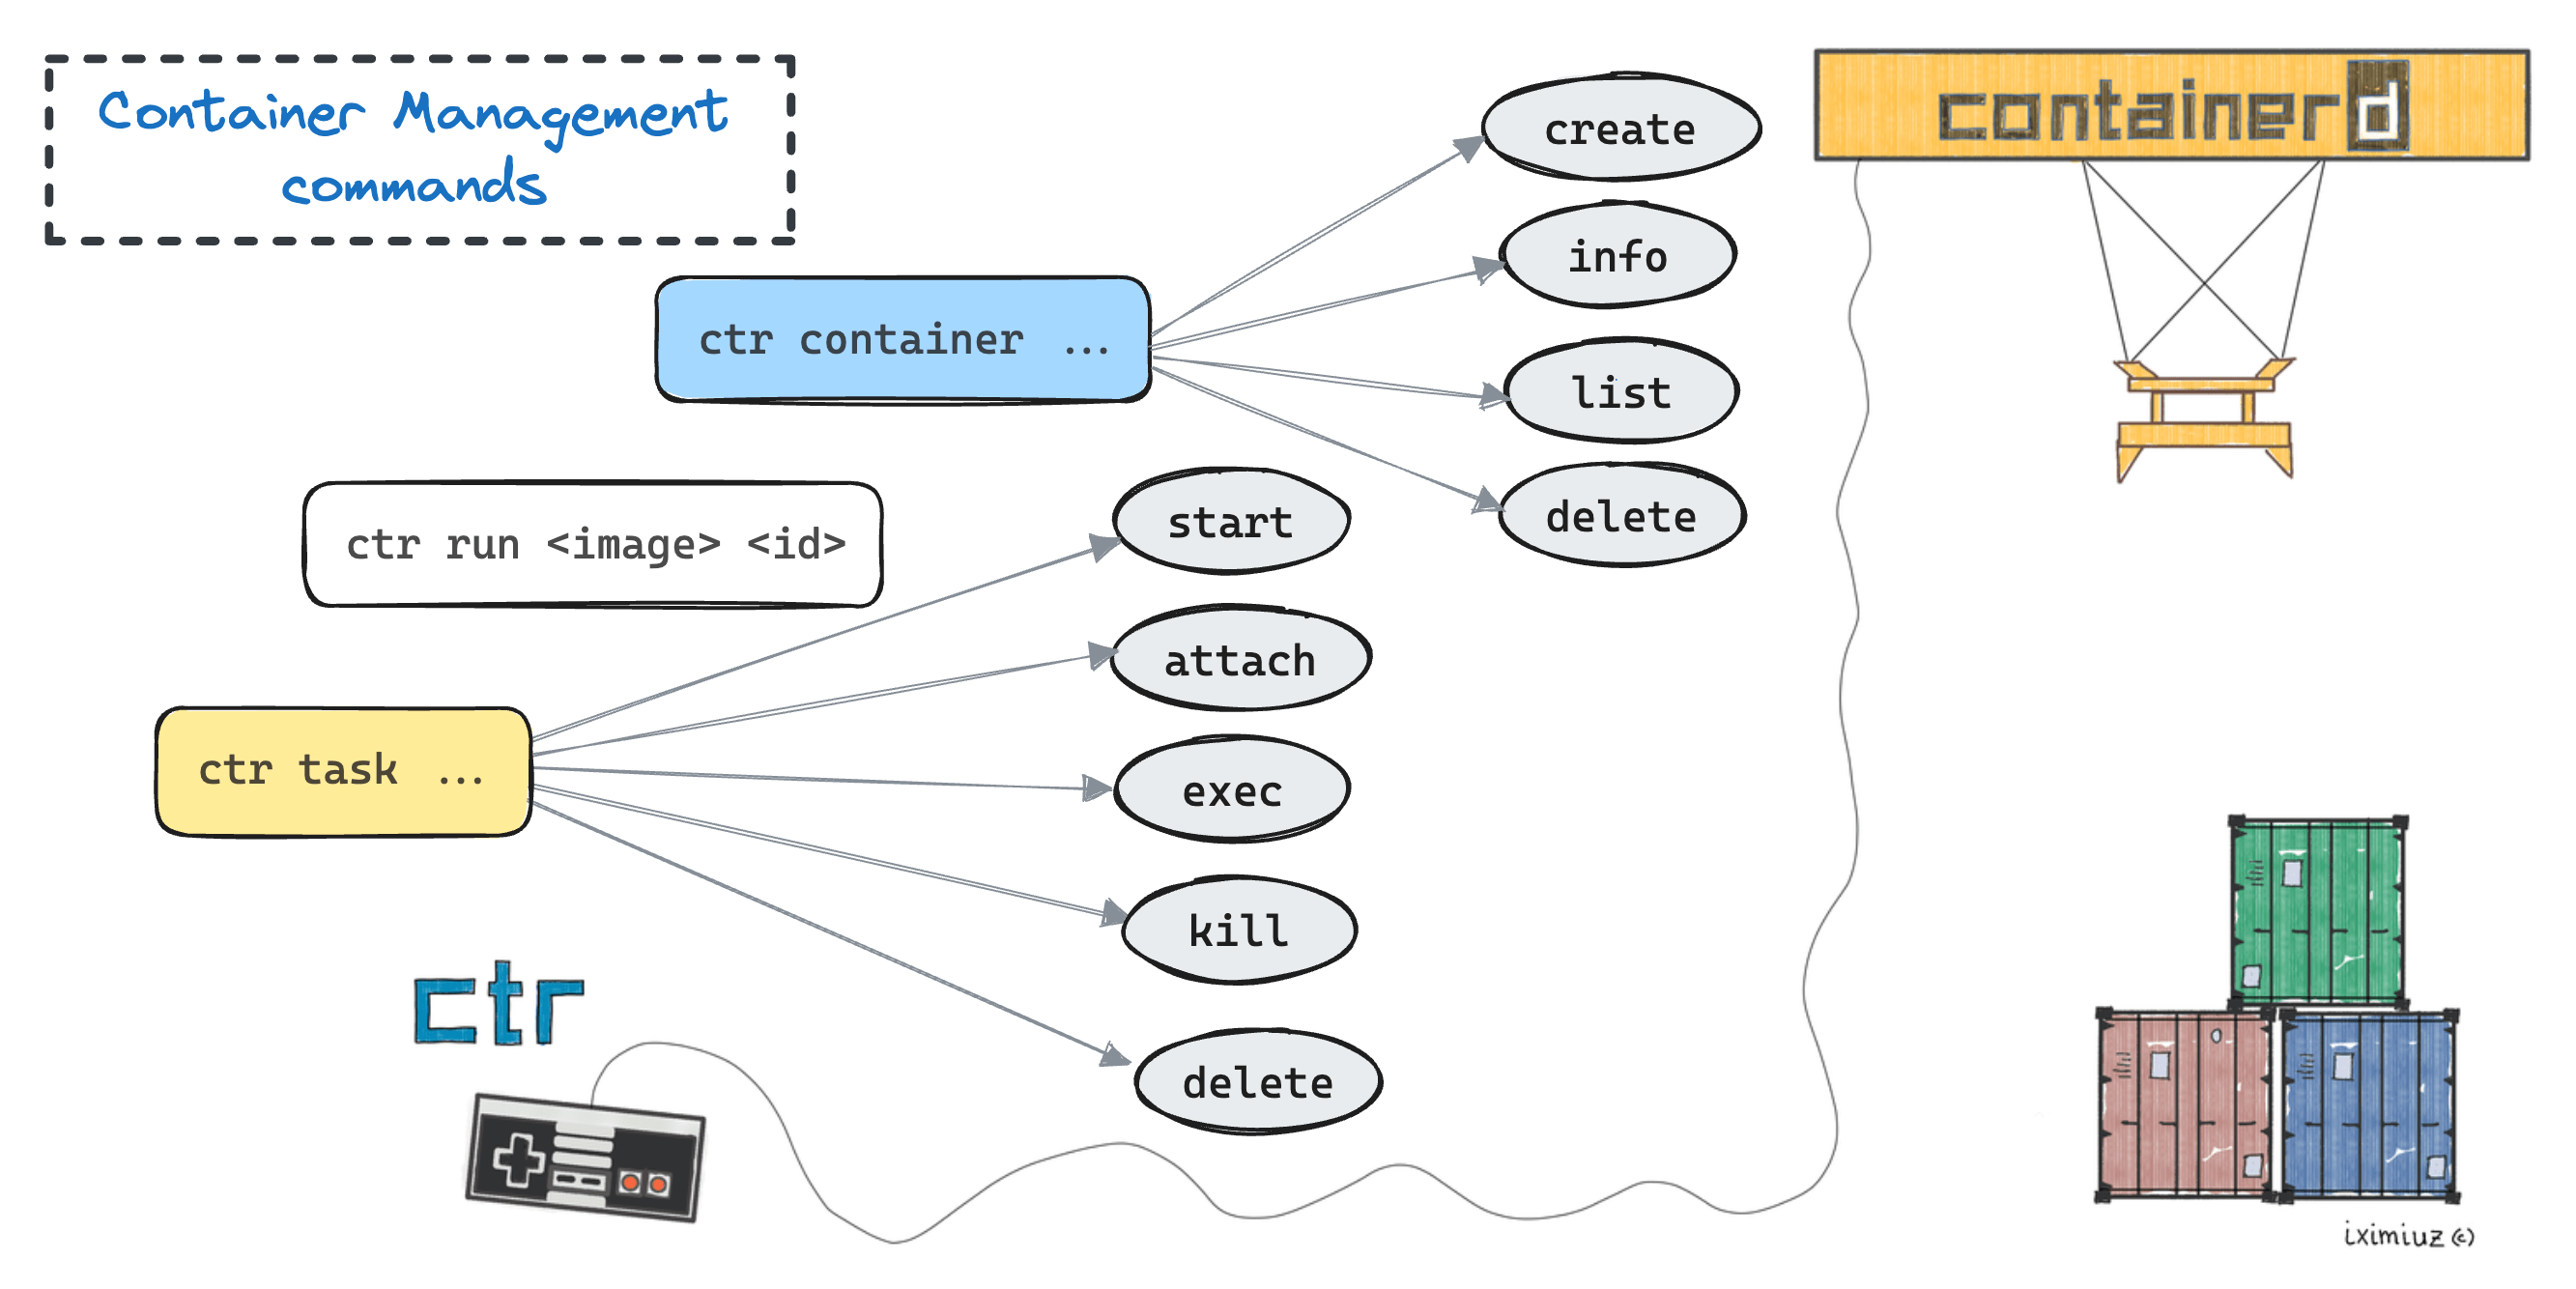 Container Management
commands
containerd
create
info
ctr container ...
list
delete
start
ctr run <image> <id>
attach
ctr task ...
exec
kill
delete
ctr
iximiuz (c)